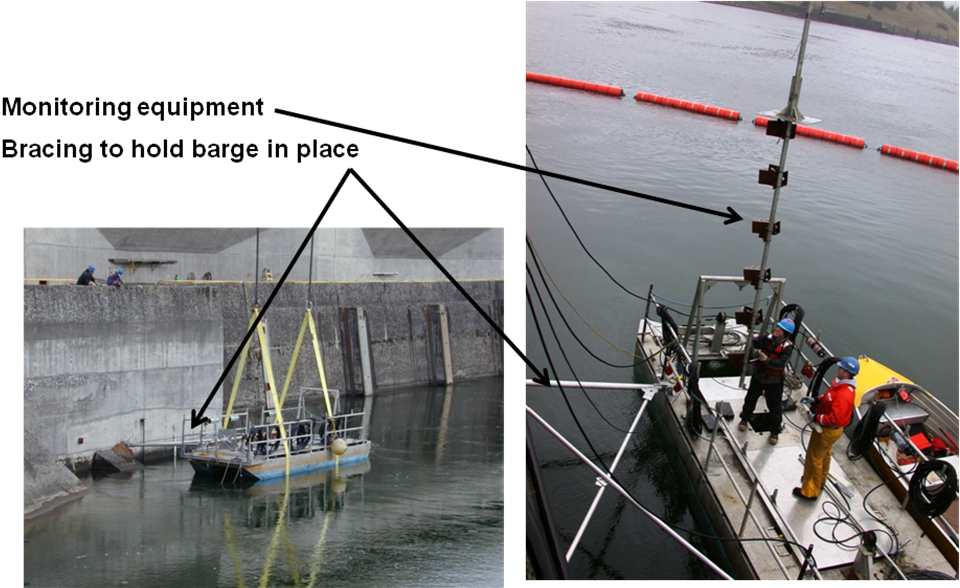 Monitoring equipment
Bracing to hold barge in place